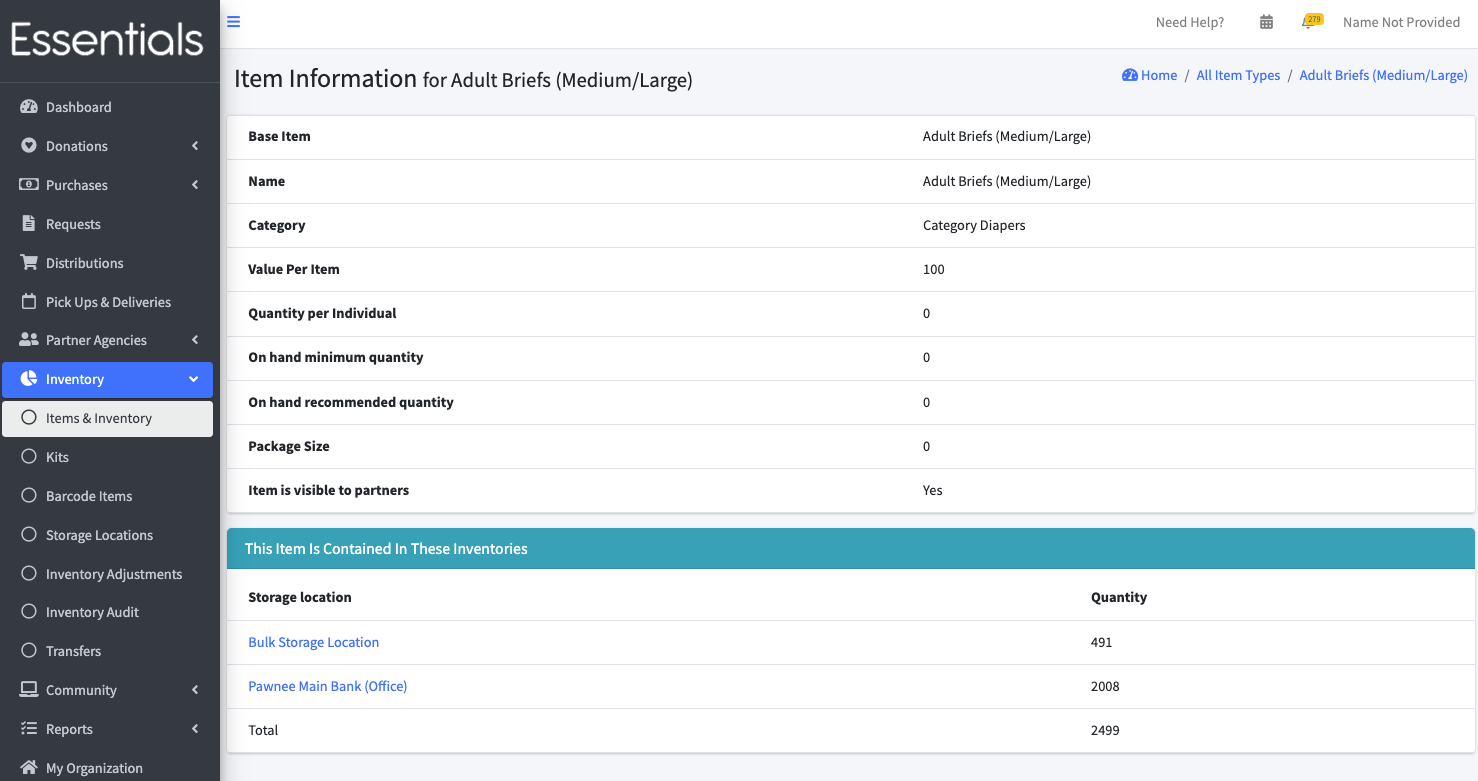 Essentials
Dashboard
Donations
Purchases
Requests
Distributions
Pick Ups & Deliveries
Partner Agencies
Inventory
Items & Inventory
Kits
Barcode Items
Storage Locations
Inventory Adjustments
Inventory Audit
Transfers
Community
Reports
My Organization
Need Help? 279 Name Not Provided
Item Information for Adult Briefs (Medium/Large)
Home / All Item Types / Adult Briefs (Medium/Large)
Base Item Adult Briefs (Medium/Large)
Name Adult Briefs (Medium/Large)
Category Category Diapers
Value Per Item 100
Quantity per Individual 0
On hand minimum quantity 0
On hand recommended quantity 0
Package Size 0
Item is visible to partners Yes
This Item Is Contained In These Inventories
Storage location Quantity
Bulk Storage Location 491
Pawnee Main Bank (Office) 2008
Total 2499